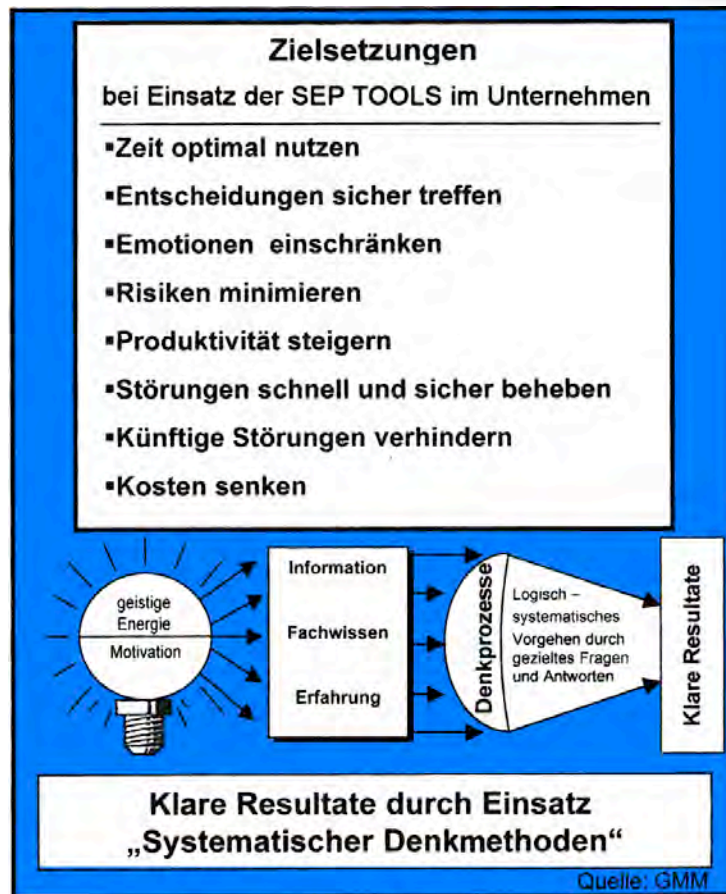 Zielsetzungen
bei Einsatz der SEP TOOLS im Unternehmen
▪Zeit optimal nutzen
▪Entscheidungen sicher treffen
▪Emotionen einschränken
▪Risiken minimieren
▪Produktivität steigern
▪Störungen schnell und sicher beheben
▪Künftige Störungen verhindern
▪Kosten senken
geistige
Energie
Motivation
Information
Fachwissen
Erfahrung
Denkprozesse
Logisch –
systematisches
Vorgehen durch
gezieltes Fragen
und Antworten
Klare Resultate
Klare Resultate durch Einsatz
„Systematischer Denkmethoden“
Quelle: GMM